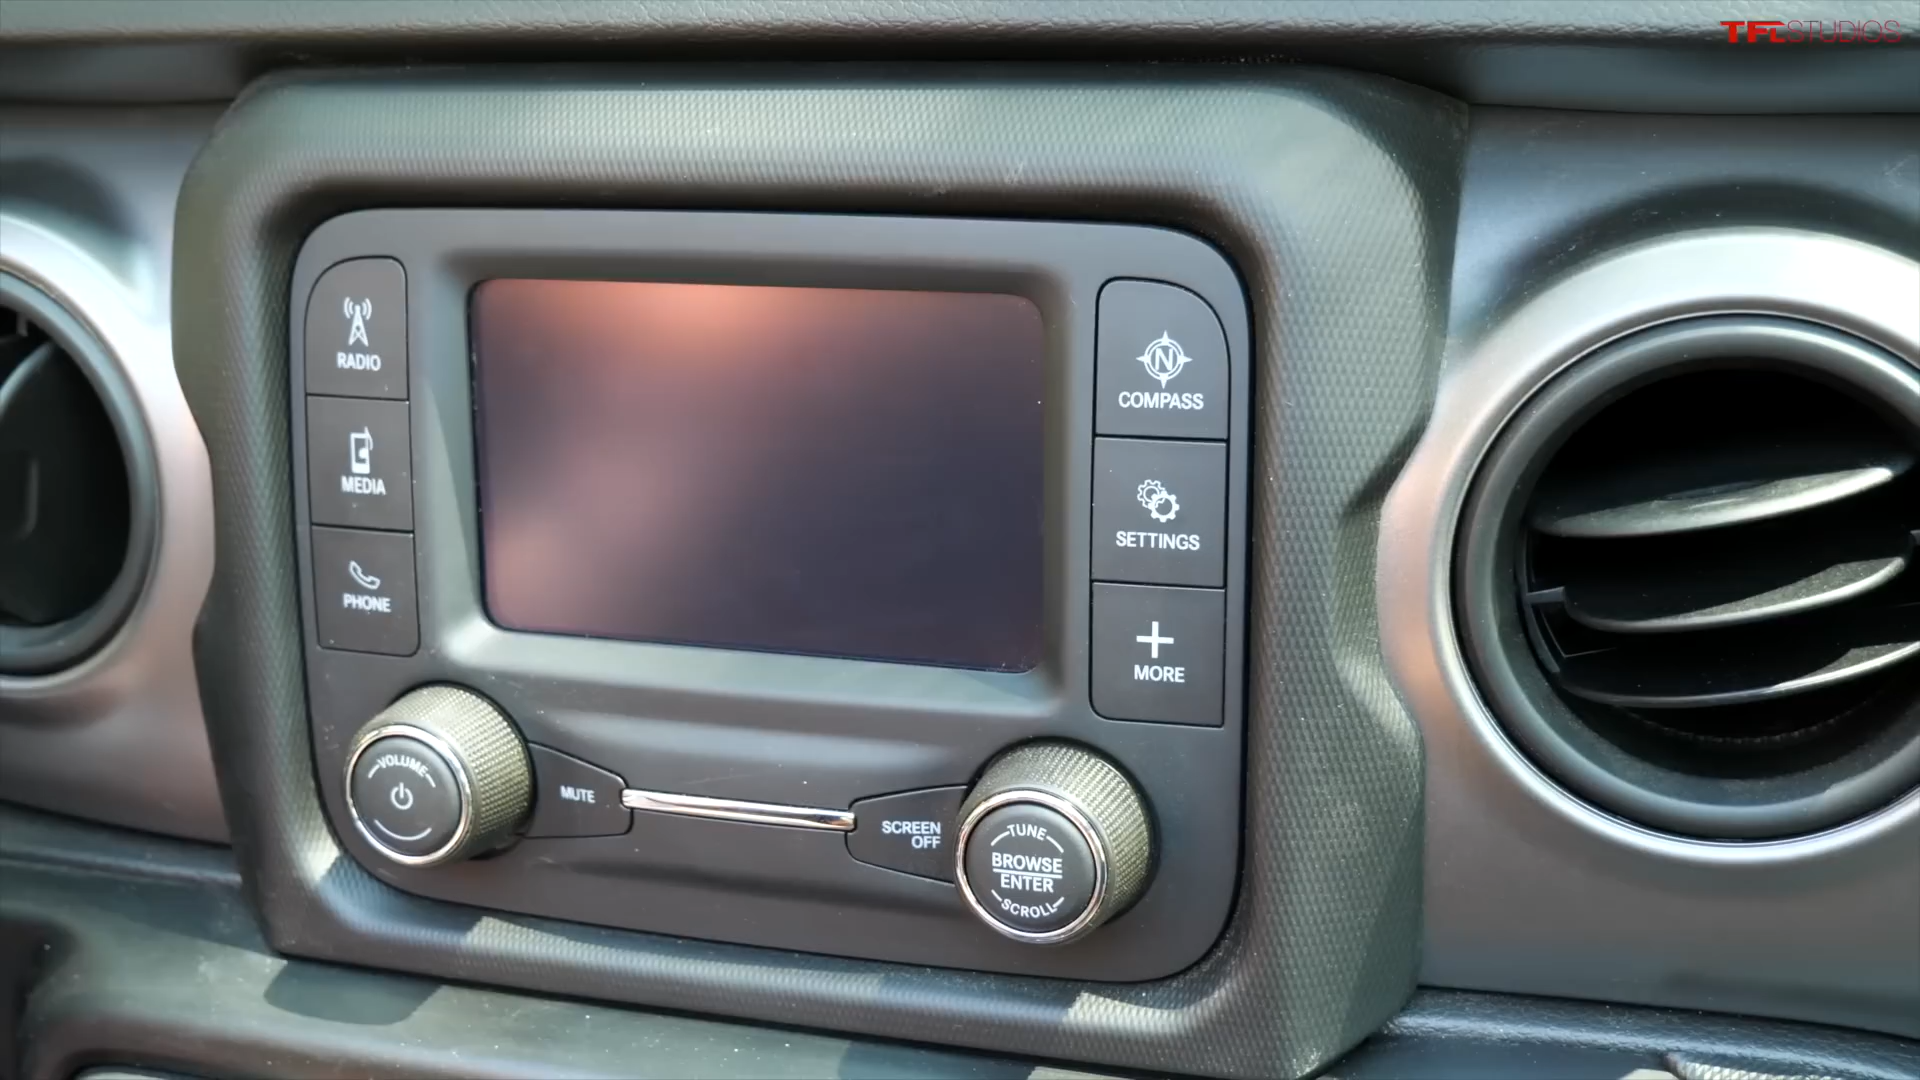 TFLSTUDIOS
RADIO
MEDIA
PHONE
N
COMPASS
SETTINGS
MORE
VOLUME
MUTE
SCREEN
OFF
TUNE
BROWSE
ENTER
SCROLL